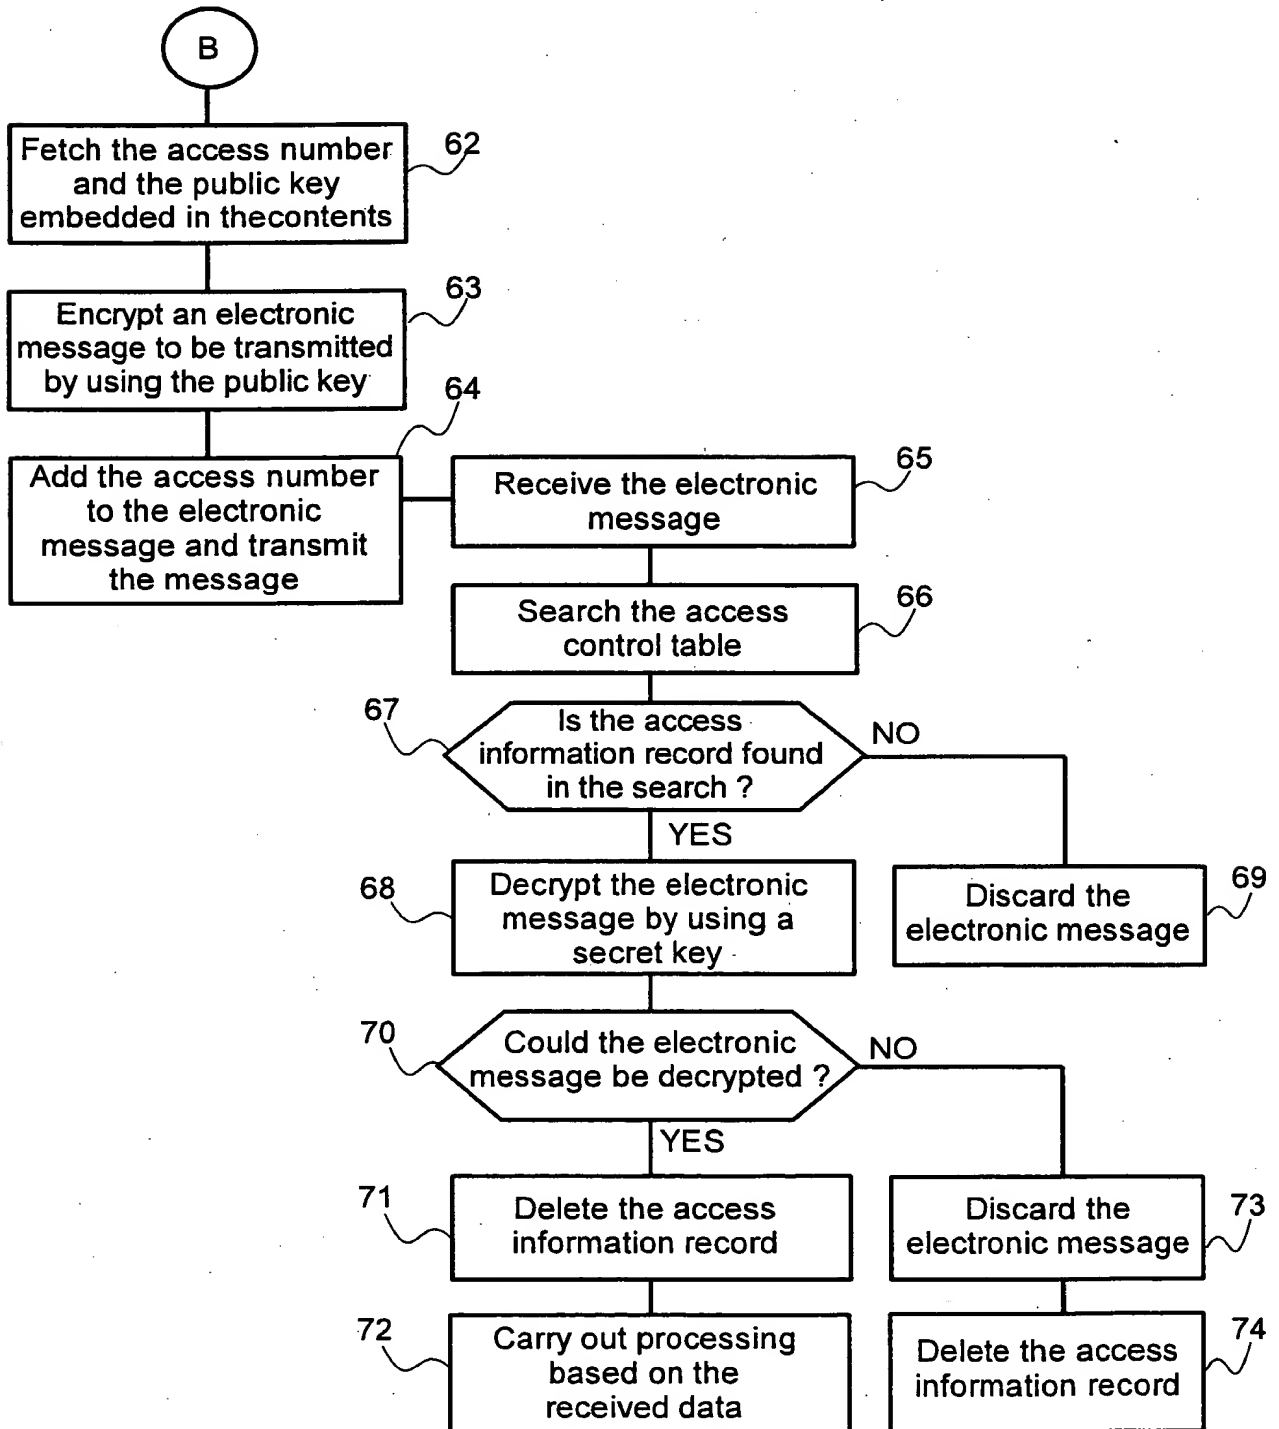 B
Fetch the access number
and the public key
embedded in thecontents
62
Encrypt an electronic
message to be transmitted
by using the public key
63
Add the access number
to the electronic
message and transmit
the message
64
Receive the electronic
message
65
Search the access
control table
66
Is the access
information record found
in the search ?
67
NO
YES
Decrypt the electronic
message by using a
secret key
68
Discard the
electronic message
69
Could the electronic
message be decrypted ?
70
NO
YES
Delete the access
information record
71
Discard the
electronic message
73
Carry out processing
based on the
received data
72
Delete the access
information record
74